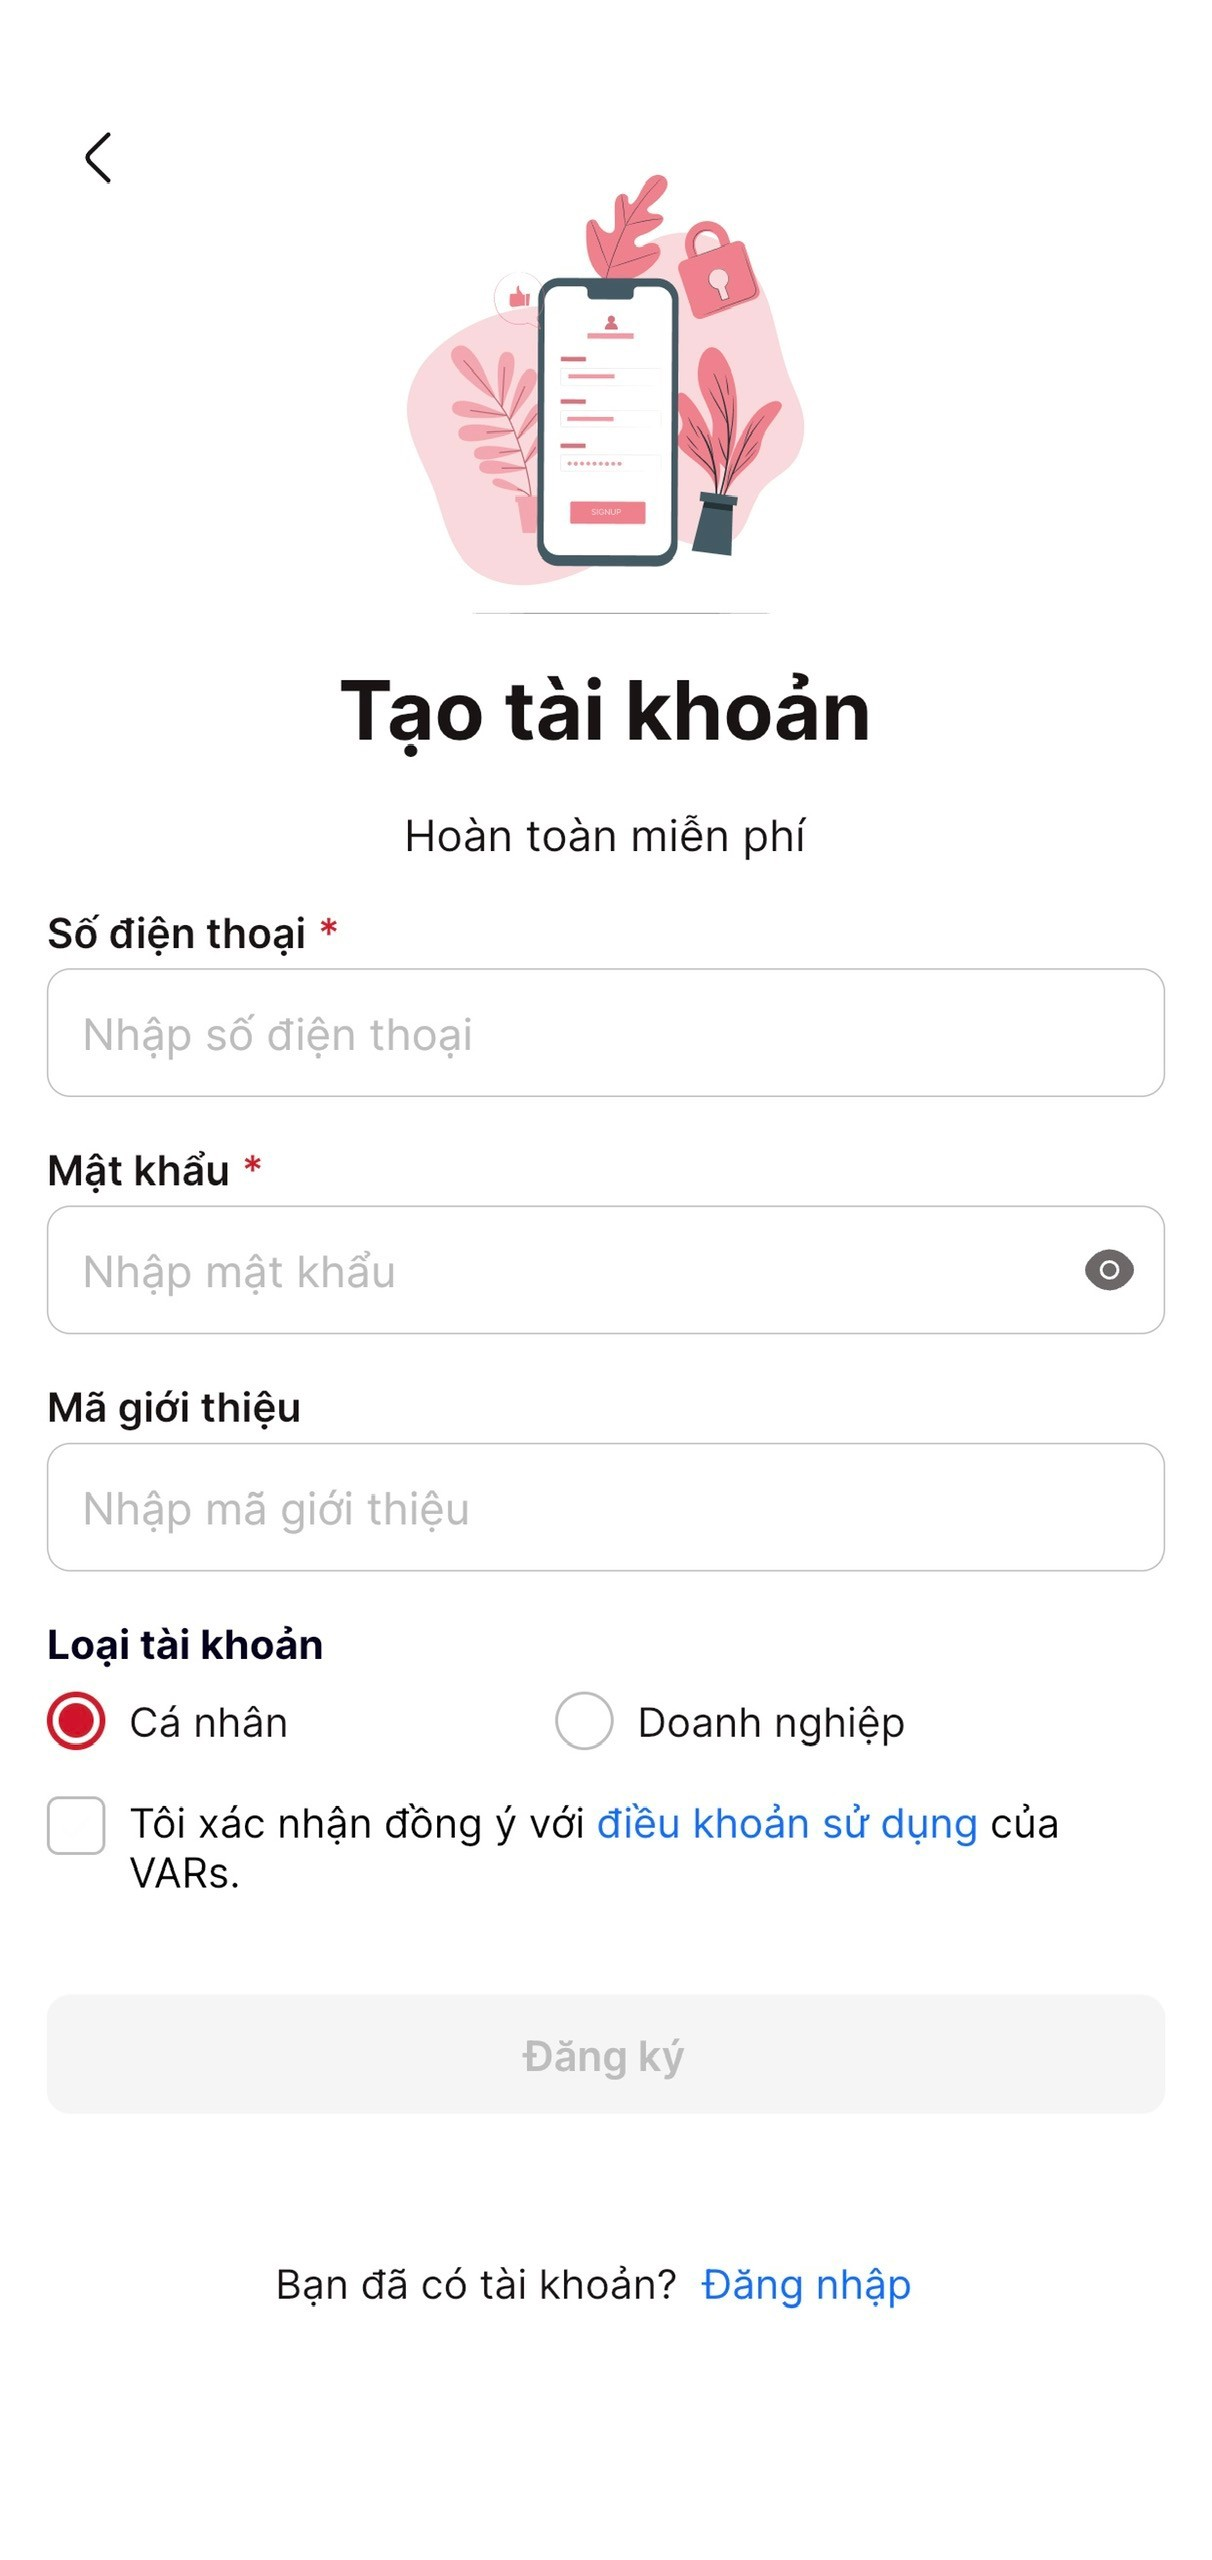 SIGNUP
Tạo tài khoản
Hoàn toàn miễn phí
Số điện thoại *
Nhập số điện thoại
Mật khẩu *
Nhập mật khẩu
Mã giới thiệu
Nhập mã giới thiệu
Loại tài khoản
Cá nhân
Doanh nghiệp
Tôi xác nhận đồng ý với điều khoản sử dụng của
VARs.
Đăng ký
Bạn đã có tài khoản? Đăng nhập